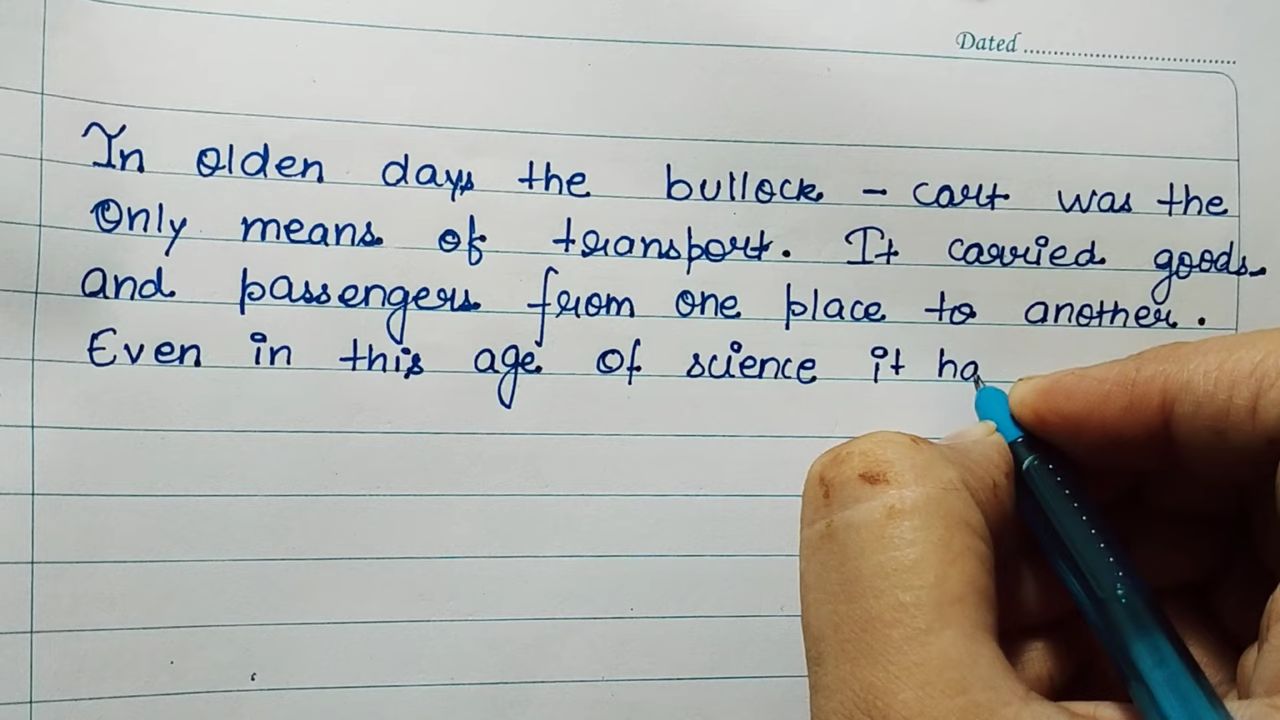 Dated
In olden days the bullock - cart was the
only means of transport. It carried goods
and passengers from one place to another.
Even in this age of science it ha